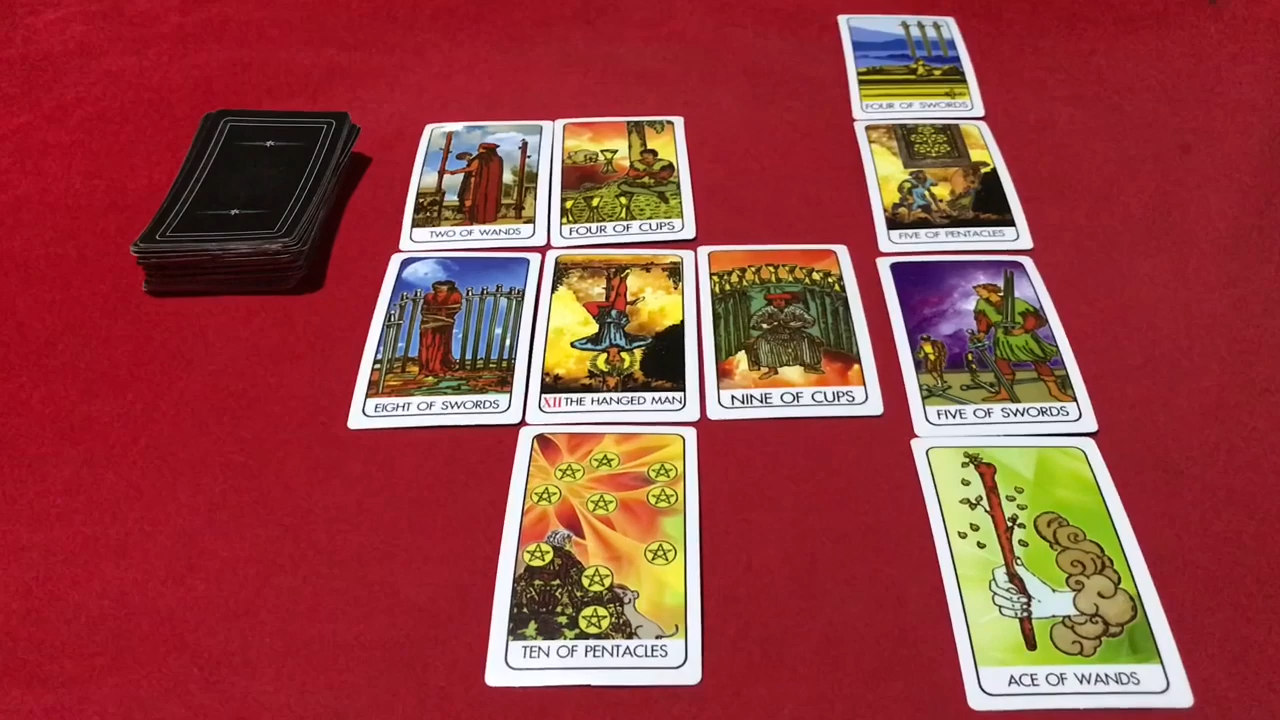 FOUR OF SWORDS
TWO OF WANDS
FOUR OF CUPS
FIVE OF PENTACLES
EIGHT OF SWORDS
XII THE HANGED MAN
NINE OF CUPS
FIVE OF SWORDS
TEN OF PENTACLES
ACE OF WANDS